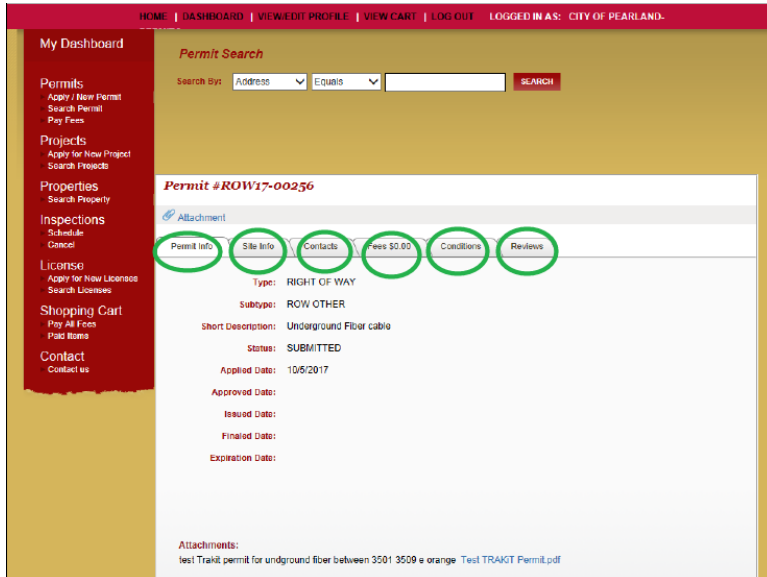 HOME | DASHBOARD | VIEW/EDIT PROFILE | VIEW CART | LOG OUT LOGGED IN AS: CITY OF PEARLAND-
My Dashboard
Permits
Apply / New Permit
Search Permit
Pay Fees
Projects
Apply for New Project
Search Projects
Properties
Search Property
Inspections
Schedule
Cancel
License
Apply for New Licenses
Search Licenses
Shopping Cart
Pay All Fees
Paid Items
Contact
Contact us
Permit Search
Search By: Address Equals SEARCH
Permit #ROW17-00256
Attachment
Permit Info Site Info Contacts Fees $0.00 Conditions Reviews
Type: RIGHT OF WAY
Subtype: ROW OTHER
Short Description: Underground Fiber cable
Status: SUBMITTED
Applied Date: 10/5/2017
Approved Date:
Issued Date:
Finaled Date:
Expiration Date:
Attachments:
test Trakit permit for undground fiber between 3501 3509 e orange Test TRAKiT Permit.pdf